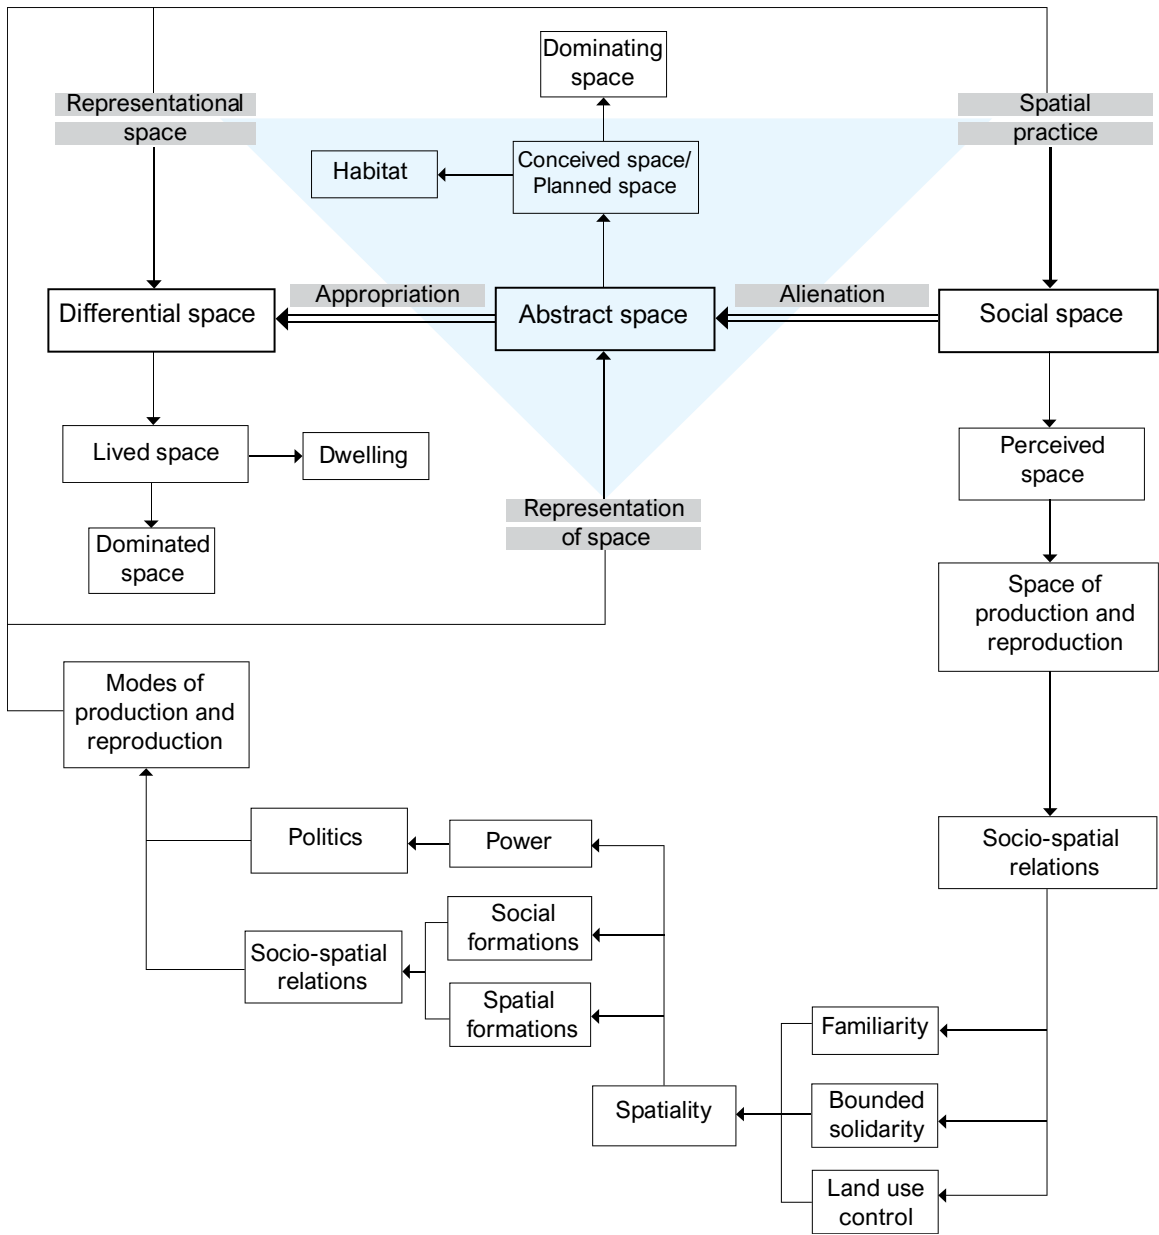 Dominating
space
Representational
space
Spatial
practice
Habitat
Conceived space/
Planned space
Differential space
Appropriation
Abstract space
Alienation
Social space
Lived space
Dwelling
Perceived
space
Dominated
space
Representation
of space
Space of
production and
reproduction
Modes of
production and
reproduction
Politics
Power
Socio-spatial
relations
Social
formations
Socio-spatial
relations
Spatial
formations
Familiarity
Spatiality
Bounded
solidarity
Land use
control